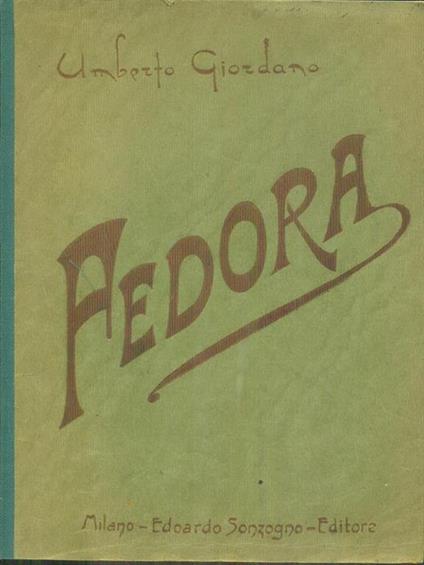 Umberto Giordano
FEDORA
Milano - Edoardo Sonzogno - Editore